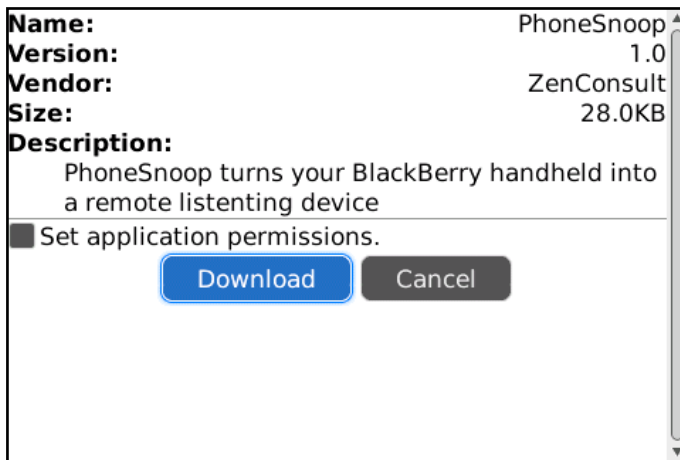 Name: PhoneSnoop
Version: 1.0
Vendor: ZenConsult
Size: 28.0KB
Description:
PhoneSnoop turns your BlackBerry handheld into
a remote listenting device
Set application permissions.
Download Cancel